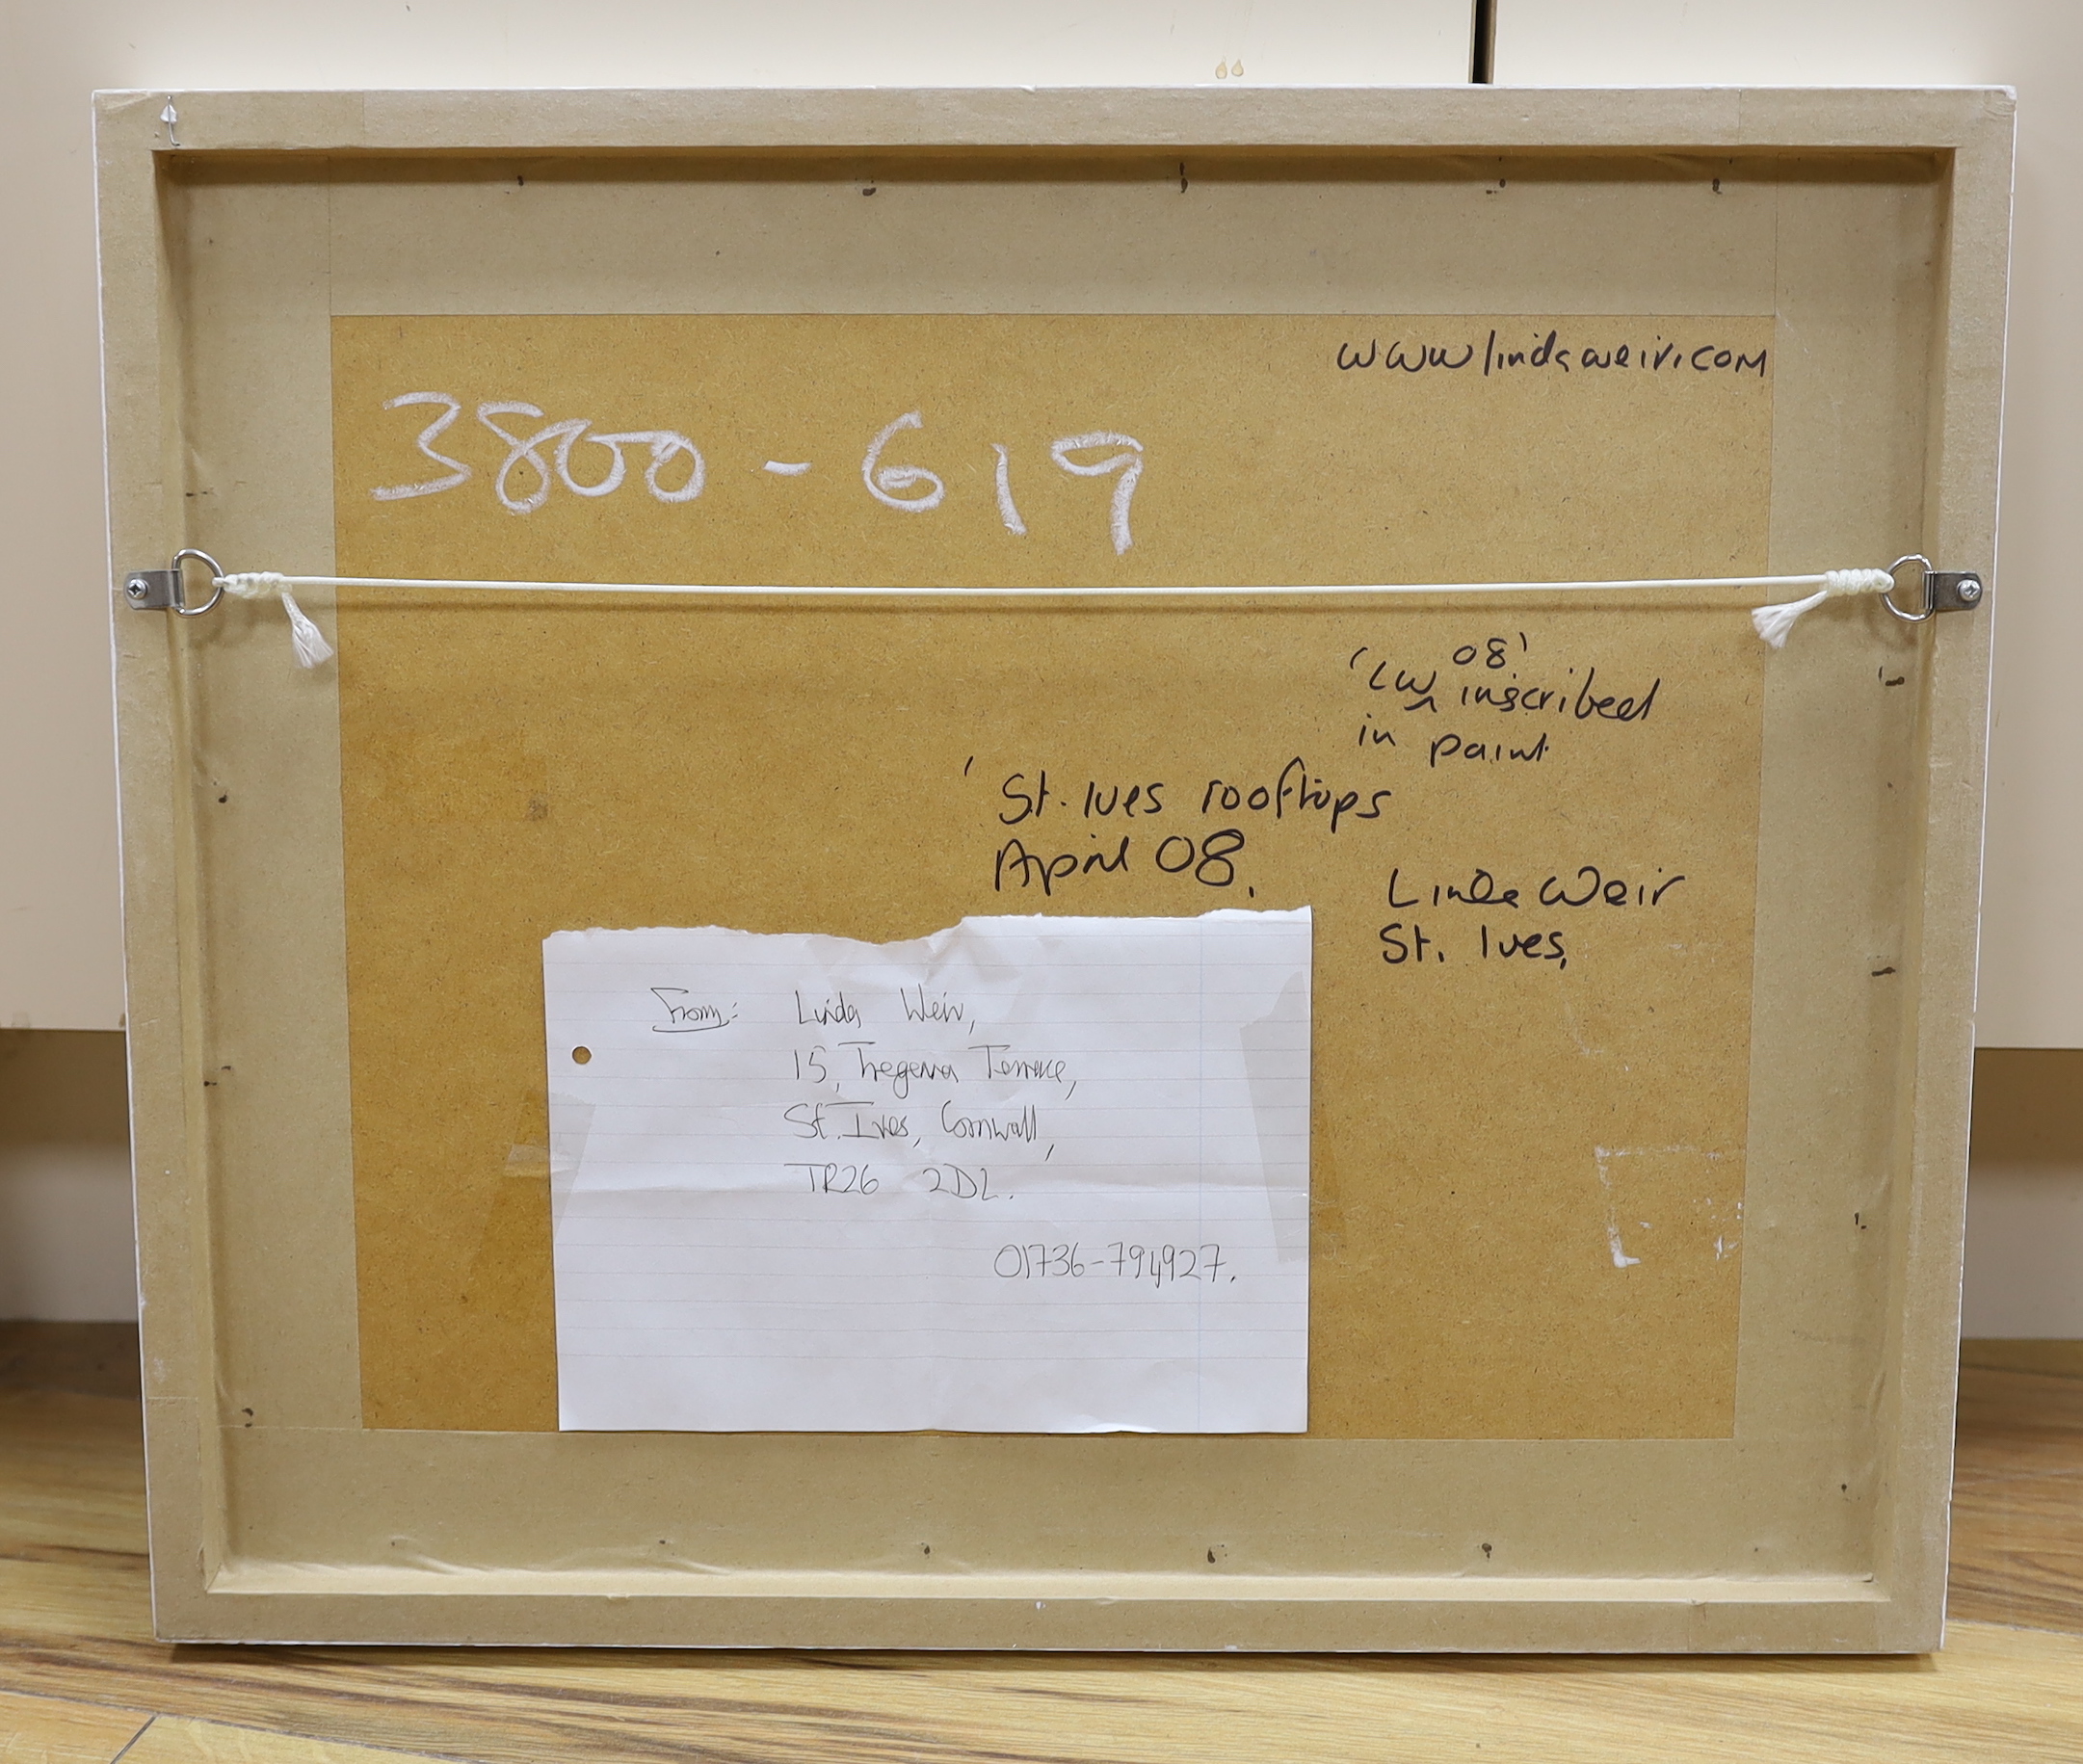 www lindaweir.com
3800-619
08'
'LW inscribed
in paint
' St. Ives rooftops
April 08.
Linda Weir
St. Ives,
From: Linda Weir,
15, Tregenna Terrace,
St. Ives, Cornwall,
TR26 2DL.
01736-794927.